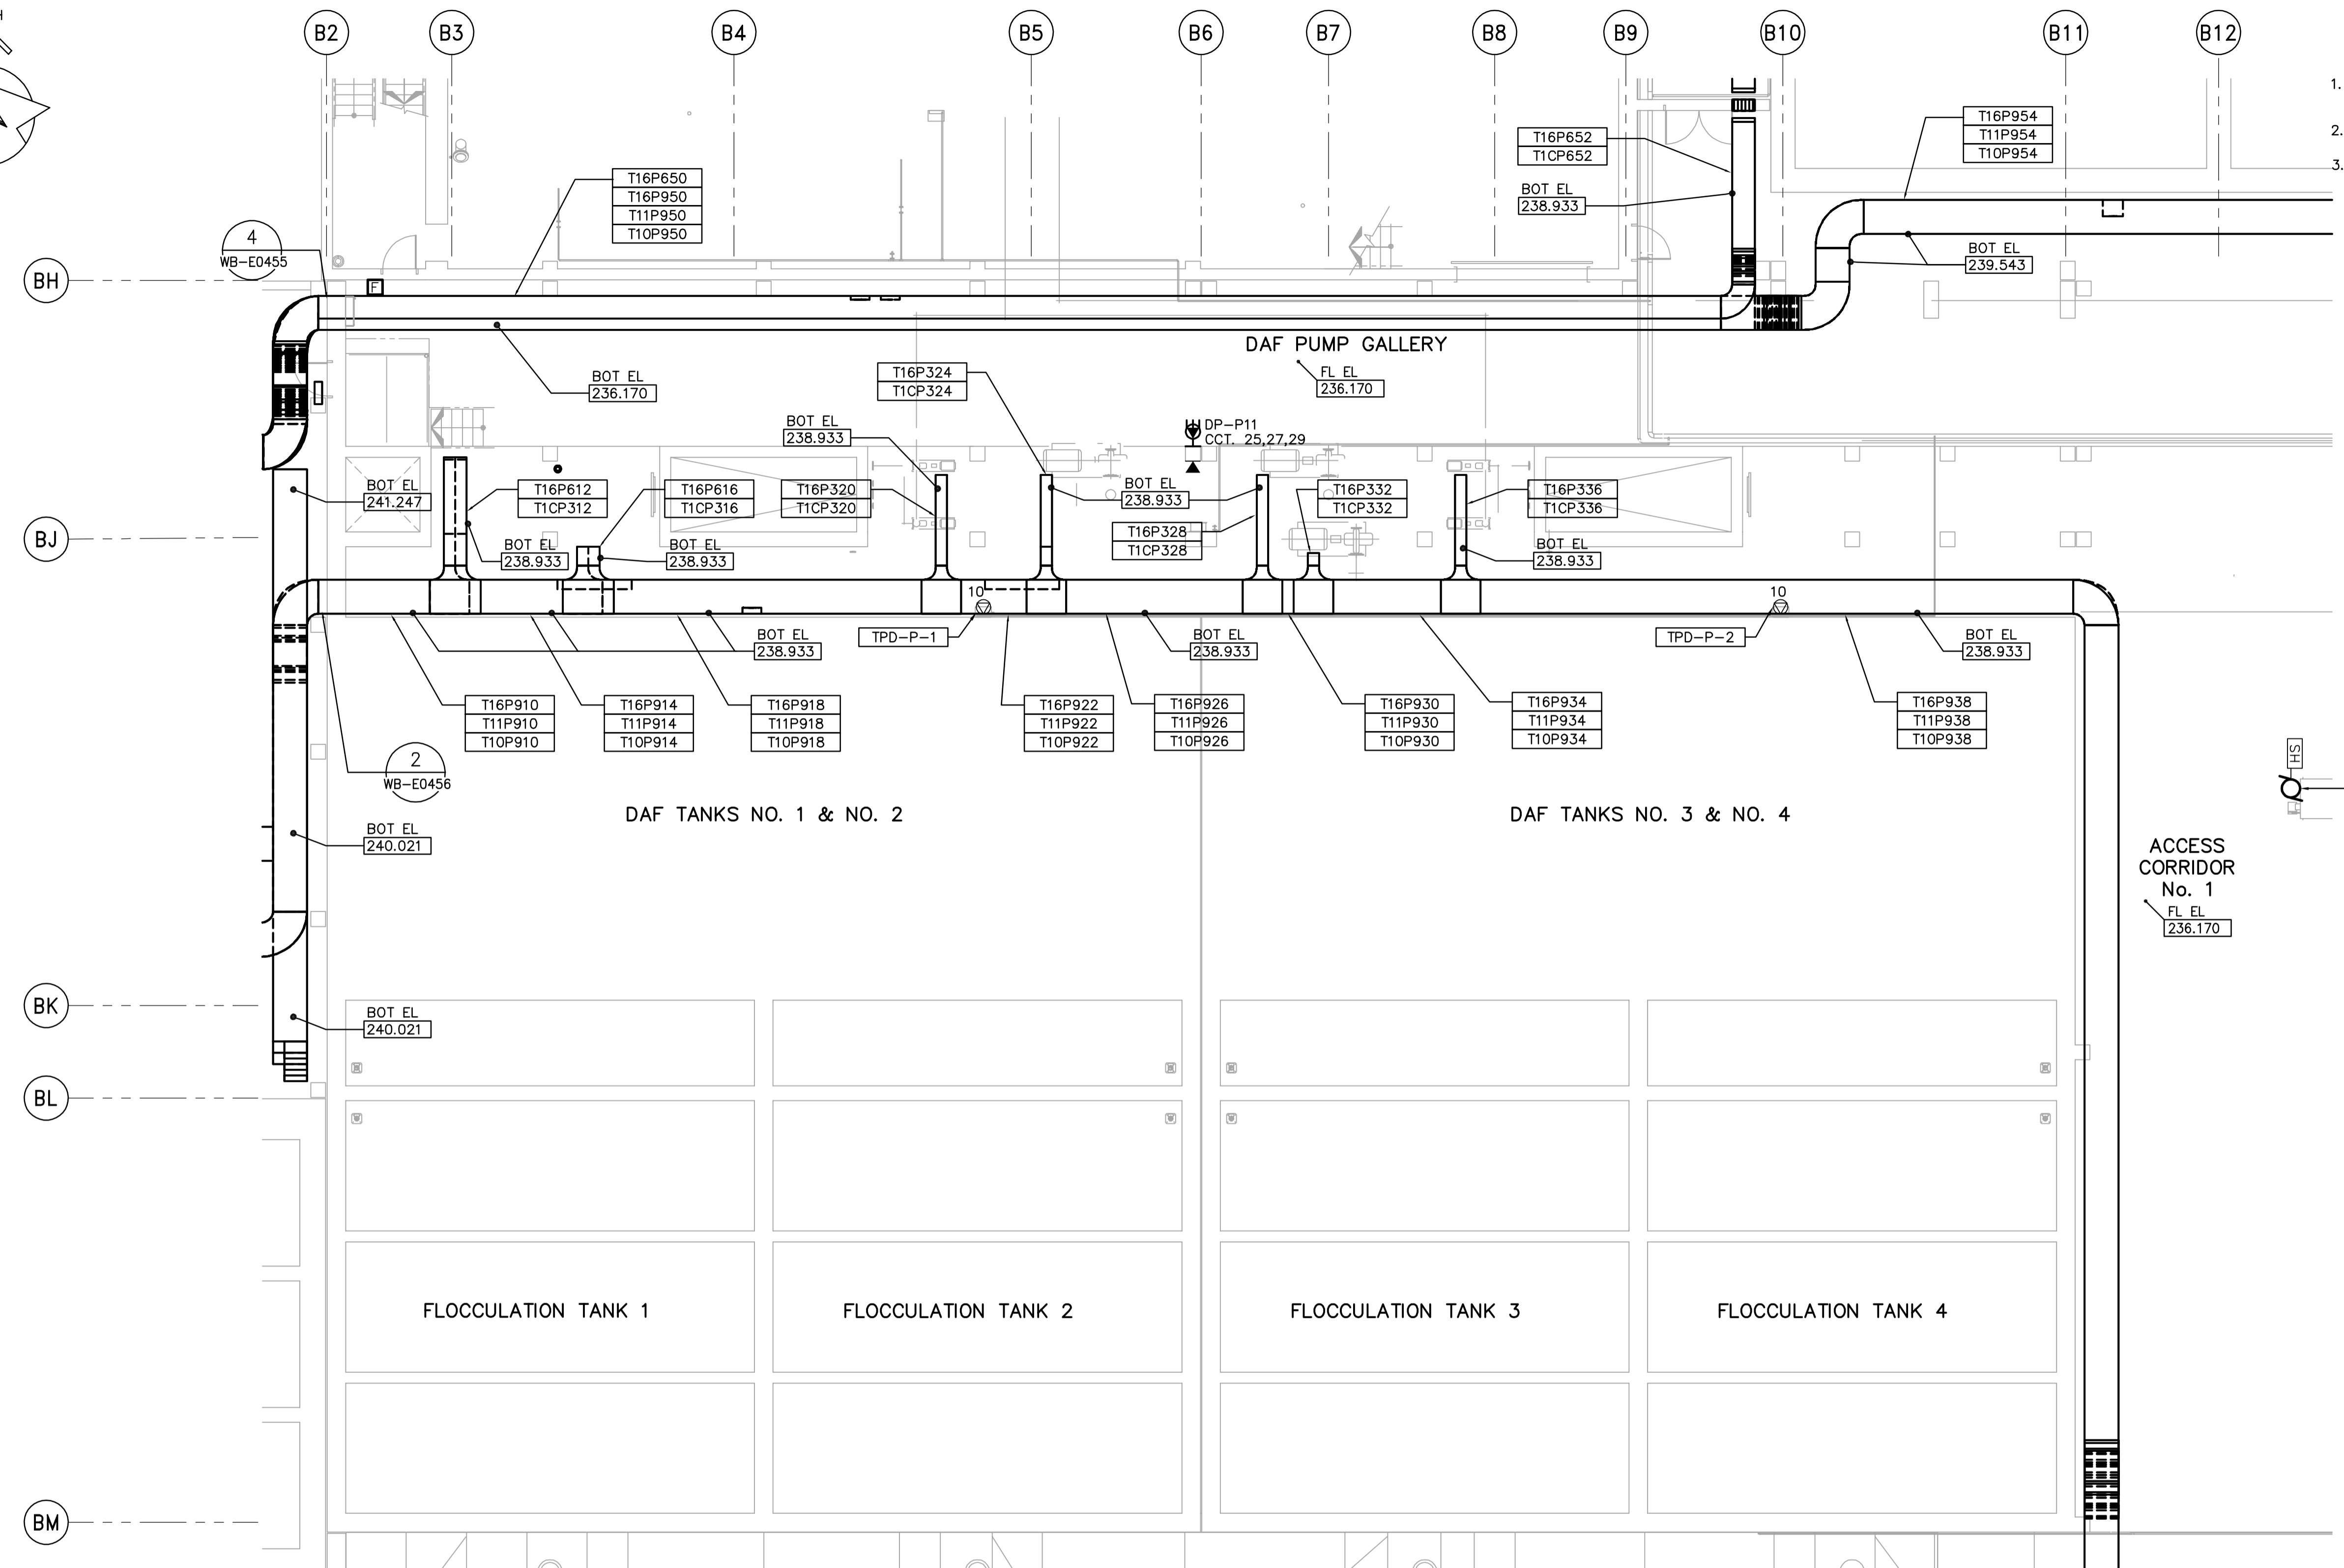 B2 B3 B4 B5 B6 B7 B8 B9 B10 B11 B12
1.
2.
3.
T16P954
T11P954
T10P954
T16P652
T1CP652
BOT EL
238.933
T16P650
T16P950
T11P950
T10P950
4
WB-E0455
BH
BOT EL
239.543
F
DAF PUMP GALLERY
FL EL
236.170
BOT EL
236.170
T16P324
T1CP324
BOT EL
238.933
DP-P11
CCT. 25,27,29
BOT EL
241.247
T16P612
T1CP312
T16P616
T1CP316
T16P320
T1CP320
BOT EL
238.933
T16P332
T1CP332
T16P336
T1CP336
T16P328
T1CP328
BJ
BOT EL
238.933
BOT EL
238.933
BOT EL
238.933
10
10
TPD-P-1
TPD-P-2
BOT EL
238.933
BOT EL
238.933
BOT EL
238.933
T16P910
T11P910
T10P910
T16P914
T11P914
T10P914
T16P918
T11P918
T10P918
T16P922
T11P922
T10P922
T16P926
T11P926
T10P926
T16P930
T11P930
T10P930
T16P934
T11P934
T10P934
T16P938
T11P938
T10P938
2
WB-E0456
HS
DAF TANKS NO. 1 & NO. 2
DAF TANKS NO. 3 & NO. 4
BOT EL
240.021
ACCESS
CORRIDOR
No. 1
FL EL
236.170
BK
BOT EL
240.021
BL
FLOCCULATION TANK 1
FLOCCULATION TANK 2
FLOCCULATION TANK 3
FLOCCULATION TANK 4
BM